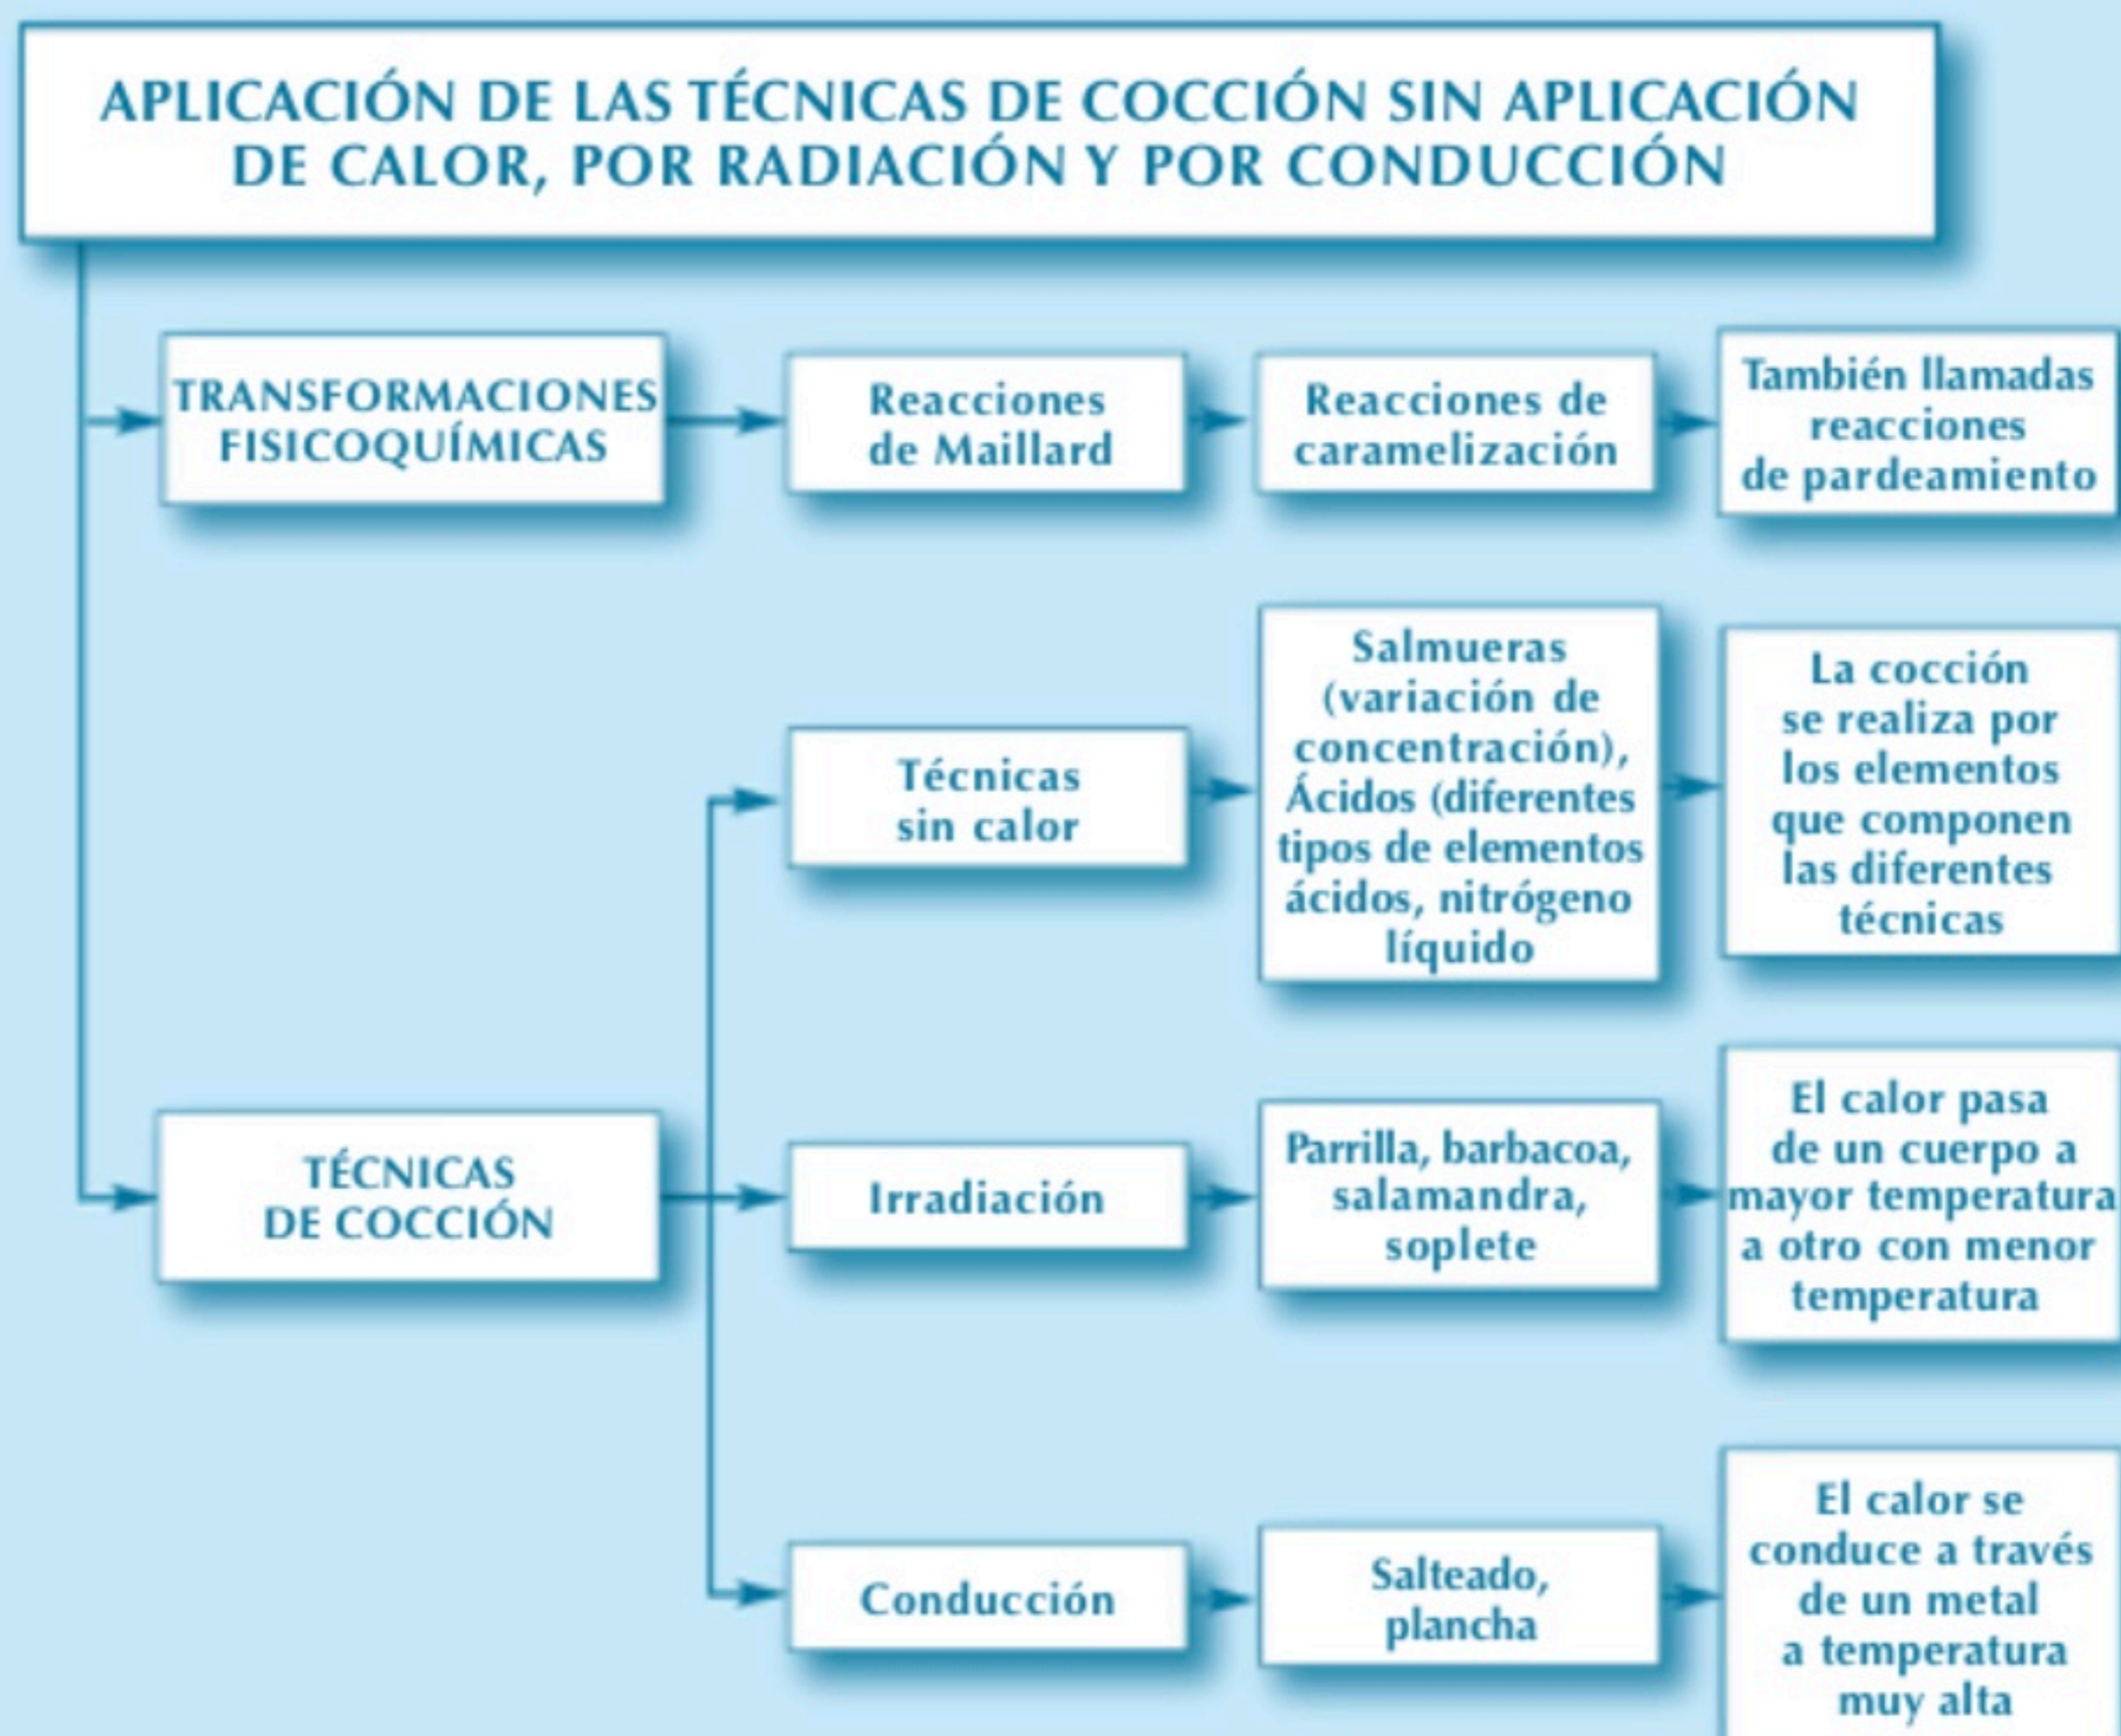 APLICACIÓN DE LAS TÉCNICAS DE COCCIÓN SIN APLICACIÓN
DE CALOR, POR RADIACIÓN Y POR CONDUCCIÓN
TRANSFORMACIONES
FISICOQUÍMICAS
Reacciones
de Maillard
Reacciones de
caramelización
También llamadas
reacciones
de pardeamiento
TÉCNICAS
DE COCCIÓN
Técnicas
sin calor
Salmueras
(variación de
concentración),
Ácidos (diferentes
tipos de elementos
ácidos, nitrógeno
líquido
La cocción
se realiza por
los elementos
que componen
las diferentes
técnicas
Irradiación
Parrilla, barbacoa,
salamandra,
soplete
El calor pasa
de un cuerpo a
mayor temperatura
a otro con menor
temperatura
Conducción
Salteado,
plancha
El calor se
conduce a través
de un metal
a temperatura
muy alta